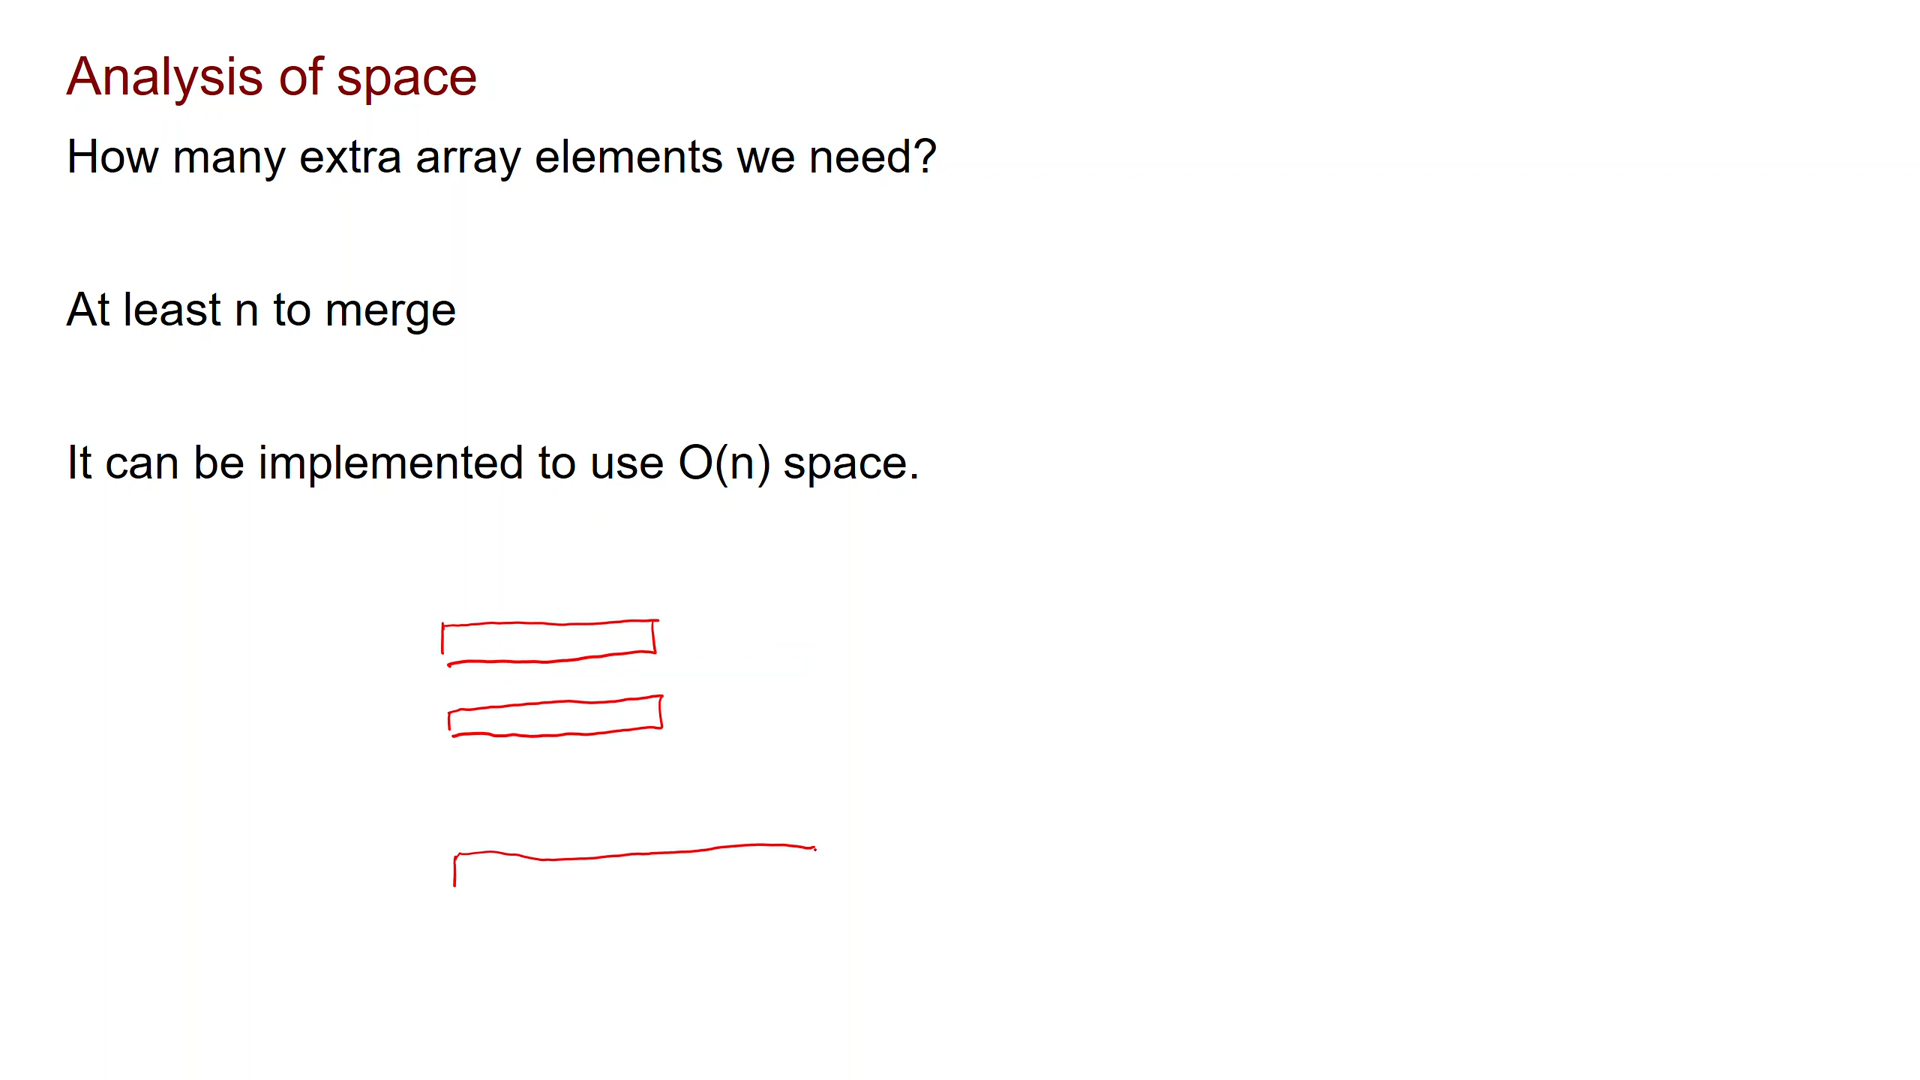 Analysis of space
How many extra array elements we need?
At least n to merge
It can be implemented to use O(n) space.